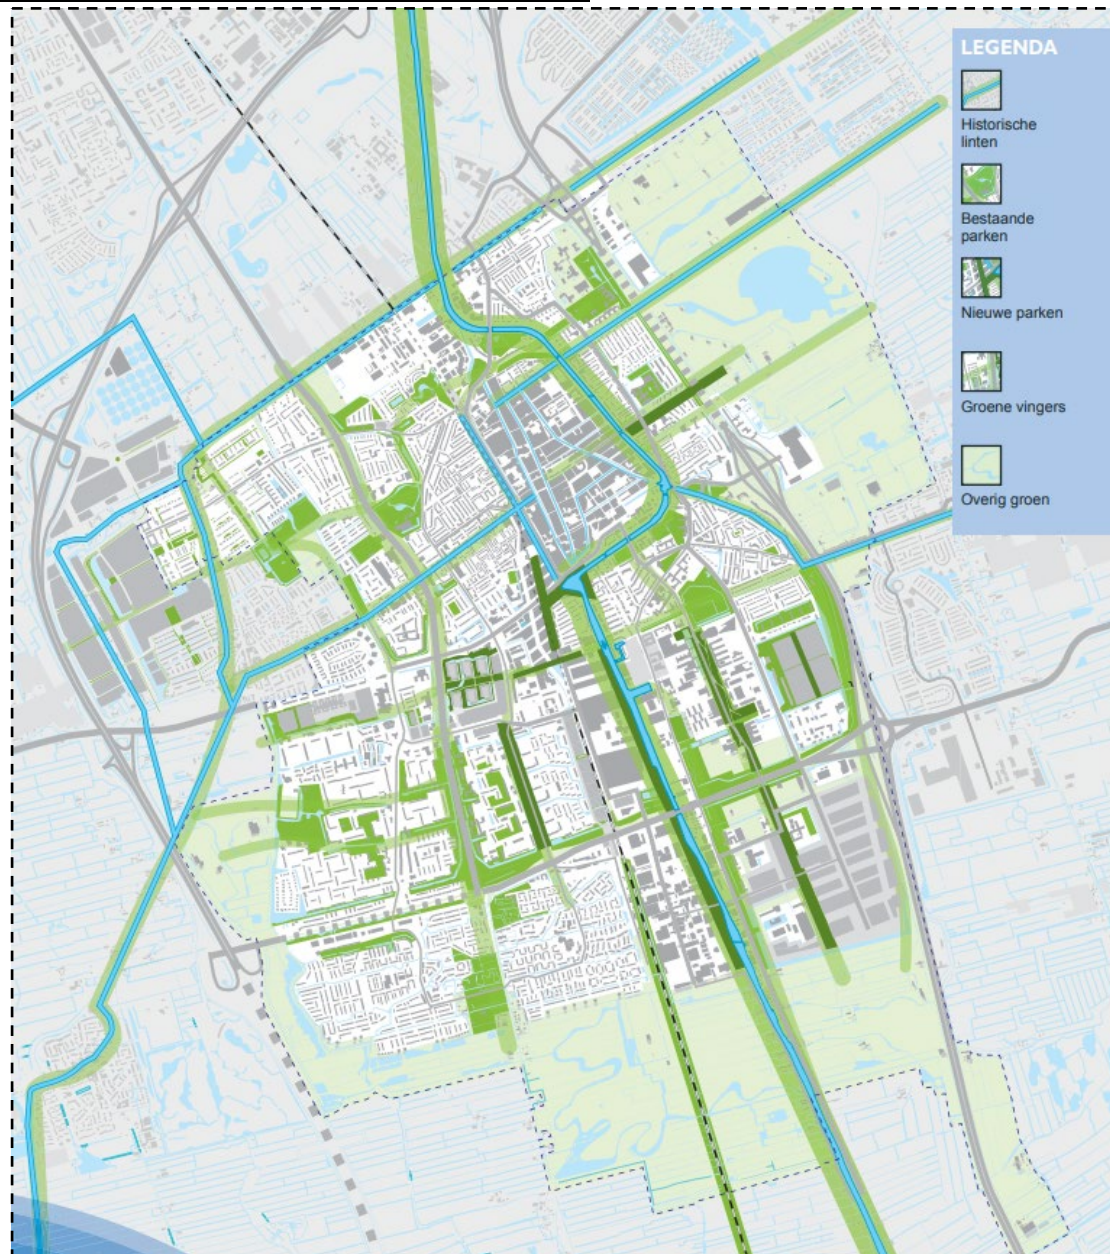 LEGENDA
Historische
linten
Bestaande
parken
Nieuwe parken
Groene vingers
Overig groen